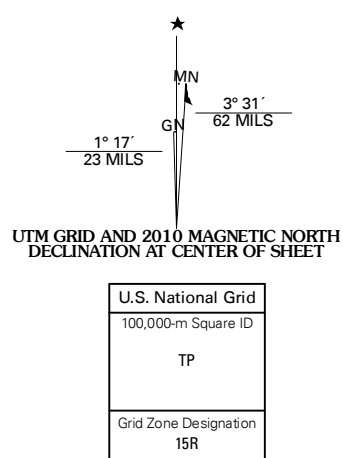 ★
MN
3° 31´
62 MILS
GN
1° 17´
23 MILS
UTM GRID AND 2010 MAGNETIC NORTH
DECLINATION AT CENTER OF SHEET
U.S. National Grid
100,000-m Square ID
TP
Grid Zone Designation
15R